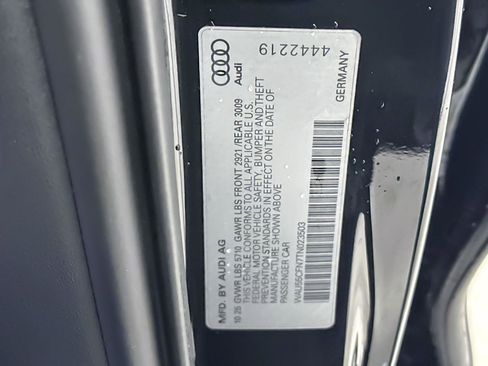 4442219
Audi
GERMANY
MFD. BY AUDI AG
10 25 GVWR LBS 5710 GAWR LBS FRONT 2921/REAR 3009
THIS VEHICLE CONFORMS TO ALL APPLICABLE U.S.
FEDERAL MOTOR VEHICLE SAFETY, BUMPER AND THEFT
PREVENTION STANDARDS IN EFFECT ON THE DATE OF
MANUFACTURE SHOWN ABOVE
PASSENGER CAR
WAU55CFN7TN023503